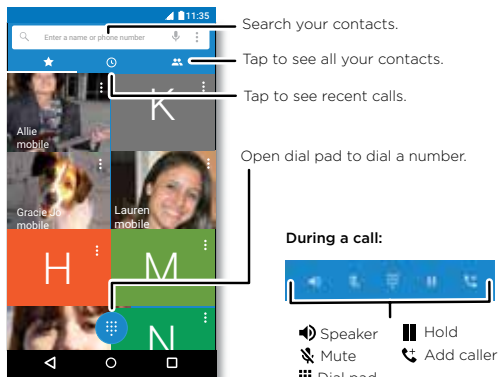 11:35
Enter a name or phone number
Search your contacts.
Tap to see all your contacts.
Tap to see recent calls.
K
Allie
mobile
Open dial pad to dial a number.
Gracie Jo
mobile
Lauren
mobile
H
M
N
During a call:
Speaker
Hold
Mute
Add caller
Dial pad